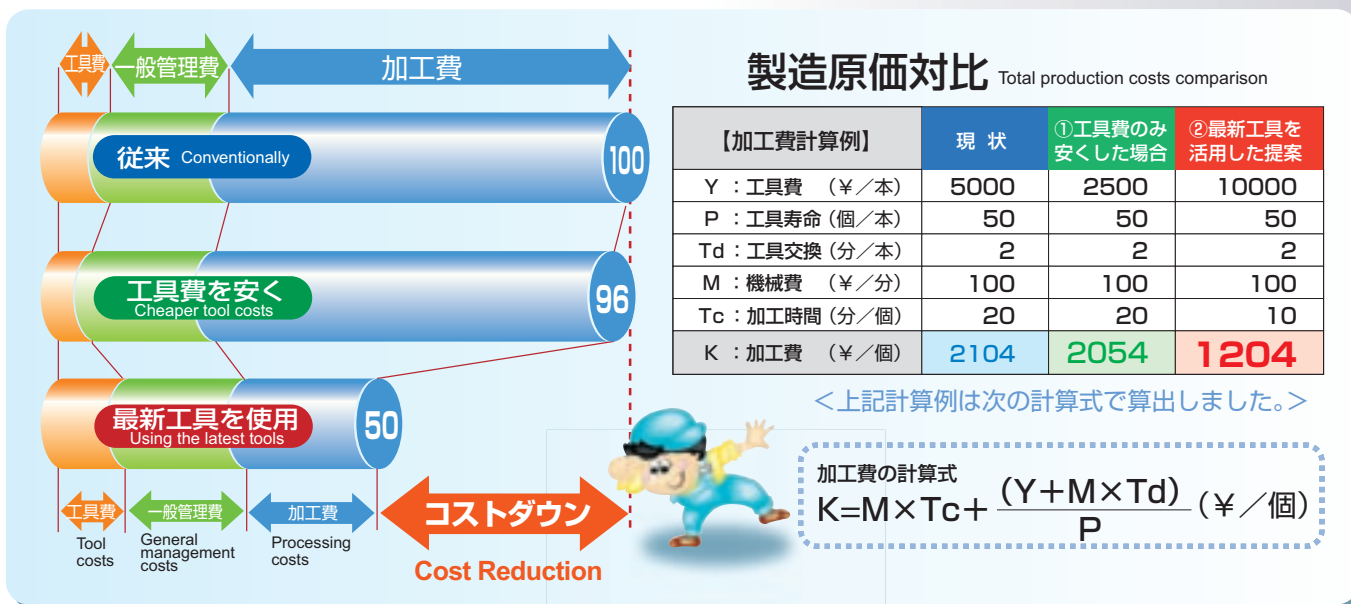 工具費 一般管理費 加工費
従来 Conventionally 100
工具費を安く
Cheaper tool costs
96
最新工具を使用
Using the latest tools
50
工具費 一般管理費 加工費 コストダウン
Tool
costs
General
management
costs
Processing
costs
Cost Reduction
製造原価対比 Total production costs comparison
【加工費計算例】 現 状 ①工具費のみ安くした場合 ②最新工具を活用した提案
Y:工具費 (¥/本) 5000 2500 10000
P:工具寿命(個/本) 50 50 50
Td:工具交換(分/本) 2 2 2
M:機械費 (¥/分) 100 100 100
Tc:加工時間(分/個) 20 20 10
K:加工費 (¥/個) 2104 2054 1204
<上記計算例は次の計算式で算出しました。>
加工費の計算式
K=M×Tc+(Y+M×Td)/P(¥/個)